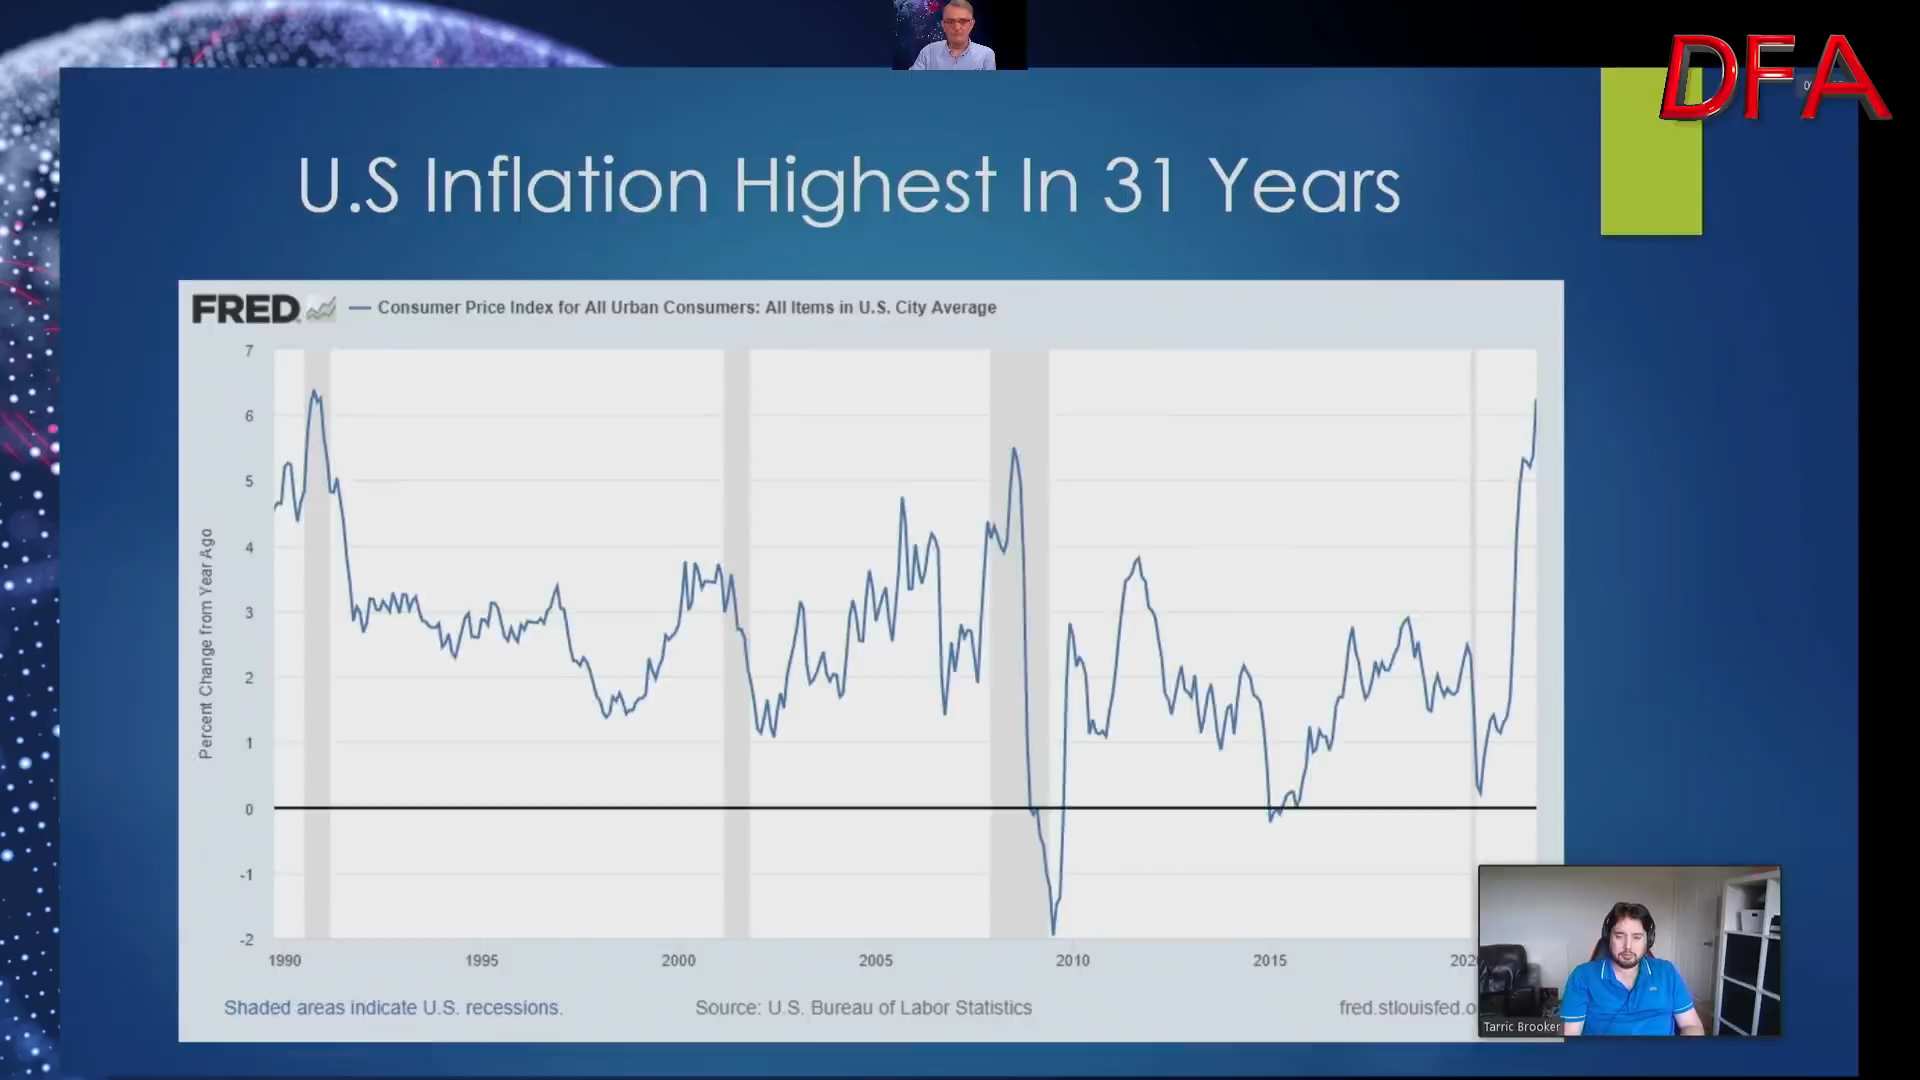 DFA
U.S Inflation Highest In 31 Years
FRED
Consumer Price Index for All Urban Consumers: All Items in U.S. City Average
7
6
5
4
3
2
1
0
-1
-2
Percent Change from Year Ago
1990 1995 2000 2005 2010 2015
Shaded areas indicate U.S. recessions.
Source: U.S. Bureau of Labor Statistics
fred.stlouisfed.o
Tarric Brooker